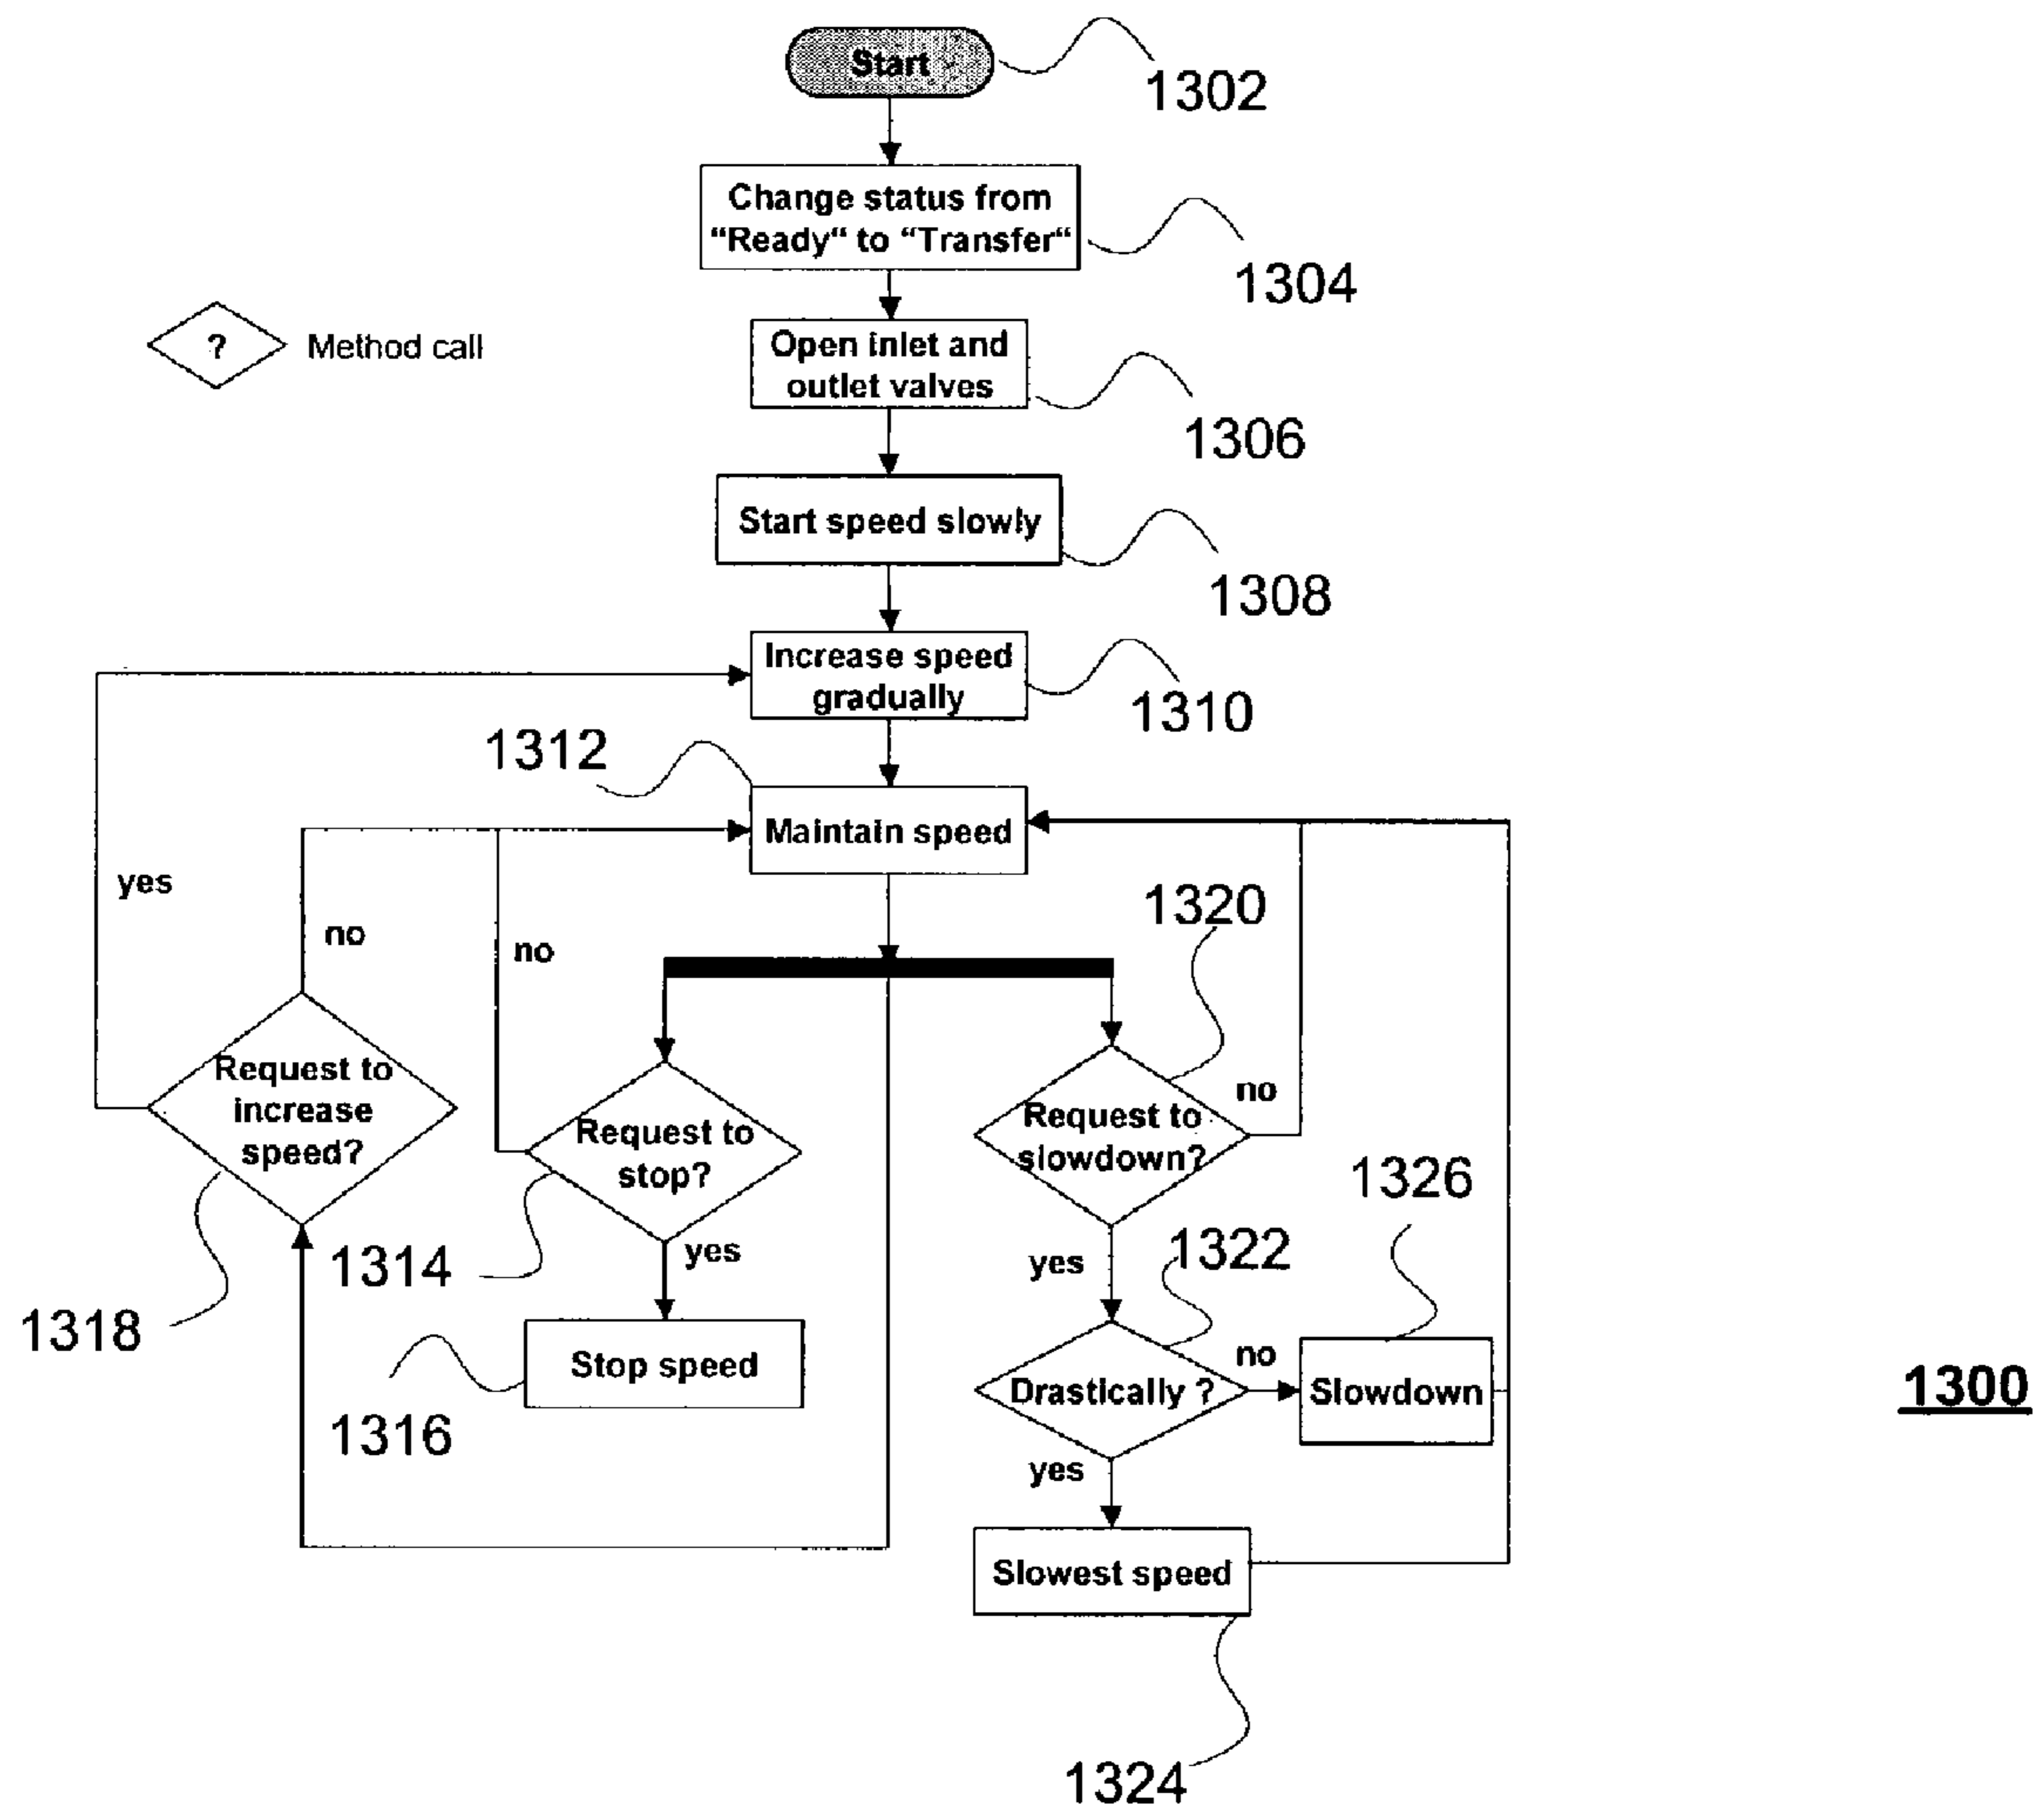 Start
1302
Change status from
“Ready“ to “Transfer“
1304
?
Method call
Open inlet and
outlet valves
1306
Start speed slowly
1308
Increase speed
gradually
1310
1312
Maintain speed
yes
no
no
1320
Request to
increase
speed?
Request to
stop?
Request to
slowdown?
no
1326
1318
1314
yes
yes
1322
Stop speed
1316
Drastically ?
no
Slowdown
1300
yes
Slowest speed
1324